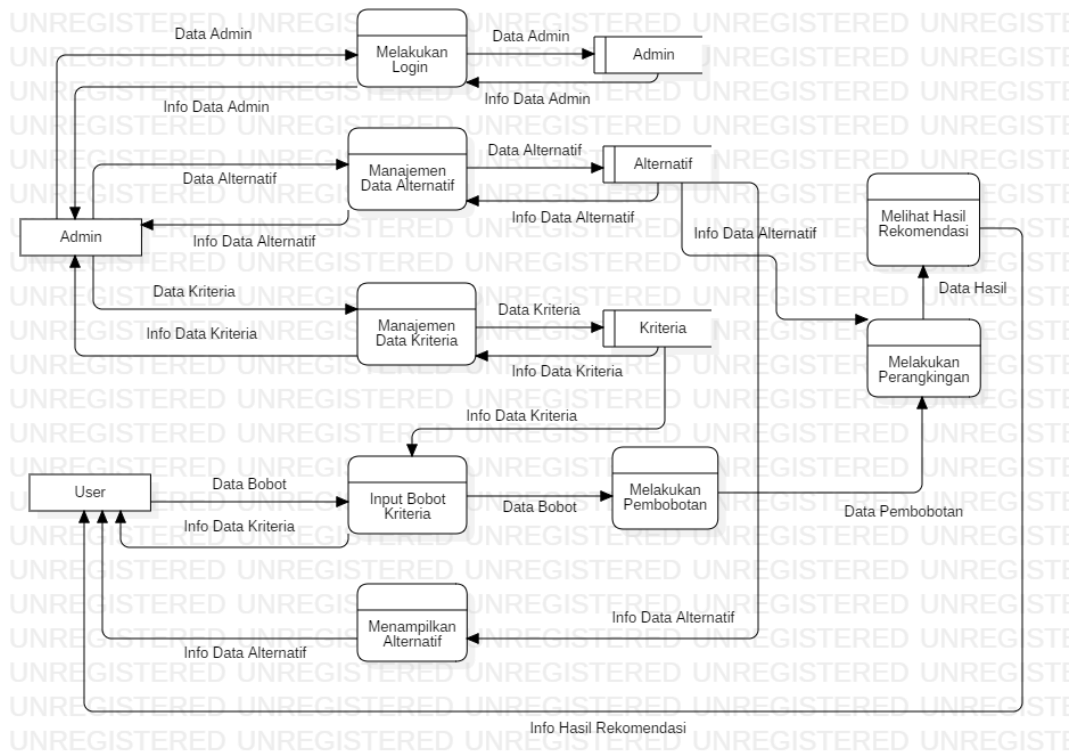 Data Admin
Melakukan
Login
Data Admin
Admin
Info Data Admin
Info Data Admin
Manajemen
Data Alternatif
Data Alternatif
Alternatif
Data Alternatif
Info Data Alternatif
Info Data Alternatif
Admin
Info Data Alternatif
Melihat Hasil
Rekomendasi
Data Hasil
Data Kriteria
Manajemen
Data Kriteria
Data Kriteria
Kriteria
Info Data Kriteria
Info Data Kriteria
Melakukan
Perangkingan
Info Data Kriteria
User
Data Bobot
Input Bobot
Kriteria
Data Bobot
Melakukan
Pembobotan
Data Pembobotan
Info Data Kriteria
Menampilkan
Alternatif
Info Data Alternatif
Info Data Alternatif
Info Hasil Rekomendasi
UNREGISTERED